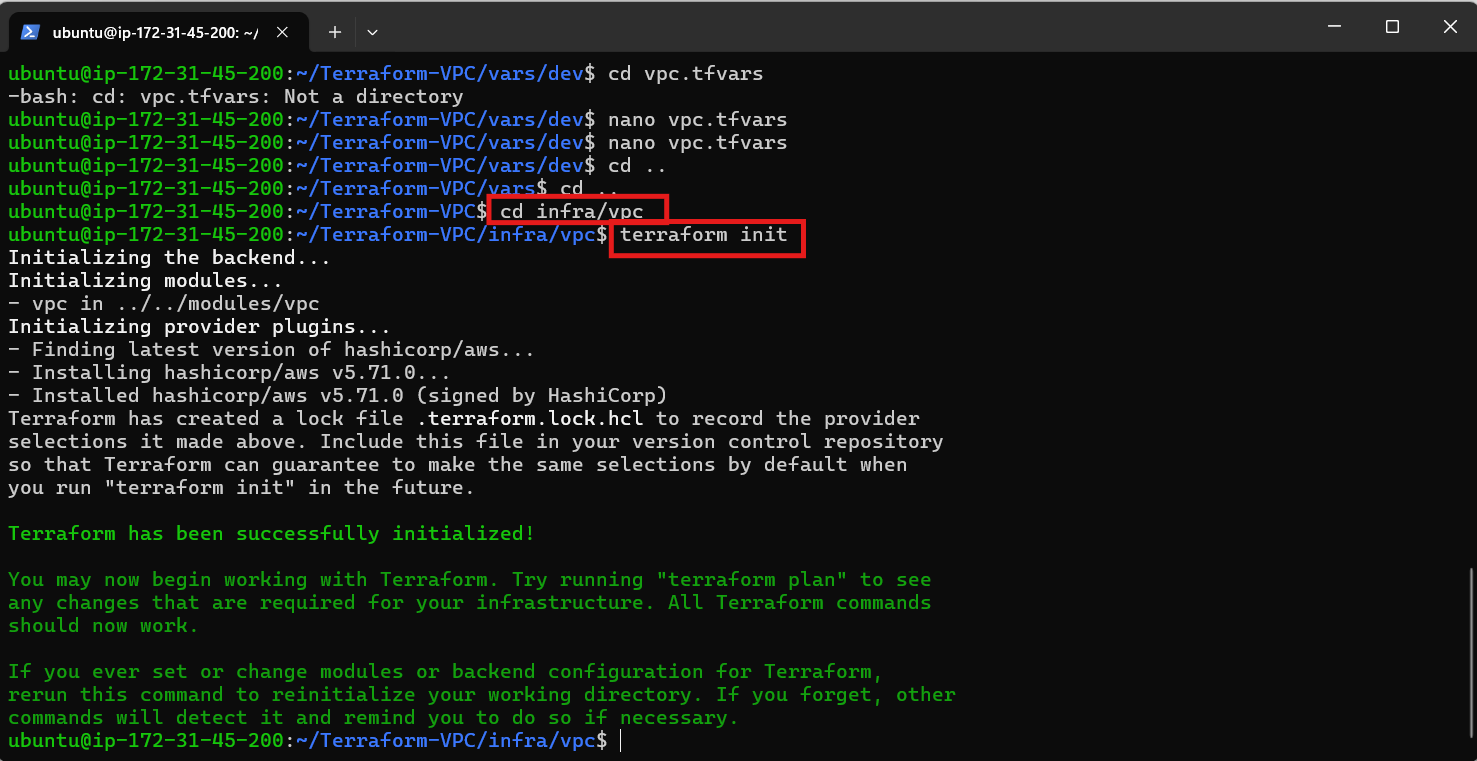 ubuntu@ip-172-31-45-200: ~/
ubuntu@ip-172-31-45-200:~/Terraform-VPC/vars/dev$ cd vpc.tfvars
-bash: cd: vpc.tfvars: Not a directory
ubuntu@ip-172-31-45-200:~/Terraform-VPC/vars/dev$ nano vpc.tfvars
ubuntu@ip-172-31-45-200:~/Terraform-VPC/vars/dev$ nano vpc.tfvars
ubuntu@ip-172-31-45-200:~/Terraform-VPC/vars/dev$ cd ..
ubuntu@ip-172-31-45-200:~/Terraform-VPC/vars$ cd ..
ubuntu@ip-172-31-45-200:~/Terraform-VPC$ cd infra/vpc
ubuntu@ip-172-31-45-200:~/Terraform-VPC/infra/vpc$ terraform init
Initializing the backend...
Initializing modules...
- vpc in ../../modules/vpc
Initializing provider plugins...
- Finding latest version of hashicorp/aws...
- Installing hashicorp/aws v5.71.0...
- Installed hashicorp/aws v5.71.0 (signed by HashiCorp)
Terraform has created a lock file .terraform.lock.hcl to record the provider
selections it made above. Include this file in your version control repository
so that Terraform can guarantee to make the same selections by default when
you run "terraform init" in the future.
Terraform has been successfully initialized!
You may now begin working with Terraform. Try running "terraform plan" to see
any changes that are required for your infrastructure. All Terraform commands
should now work.
If you ever set or change modules or backend configuration for Terraform,
rerun this command to reinitialize your working directory. If you forget, other
commands will detect it and remind you to do so if necessary.
ubuntu@ip-172-31-45-200:~/Terraform-VPC/infra/vpc$